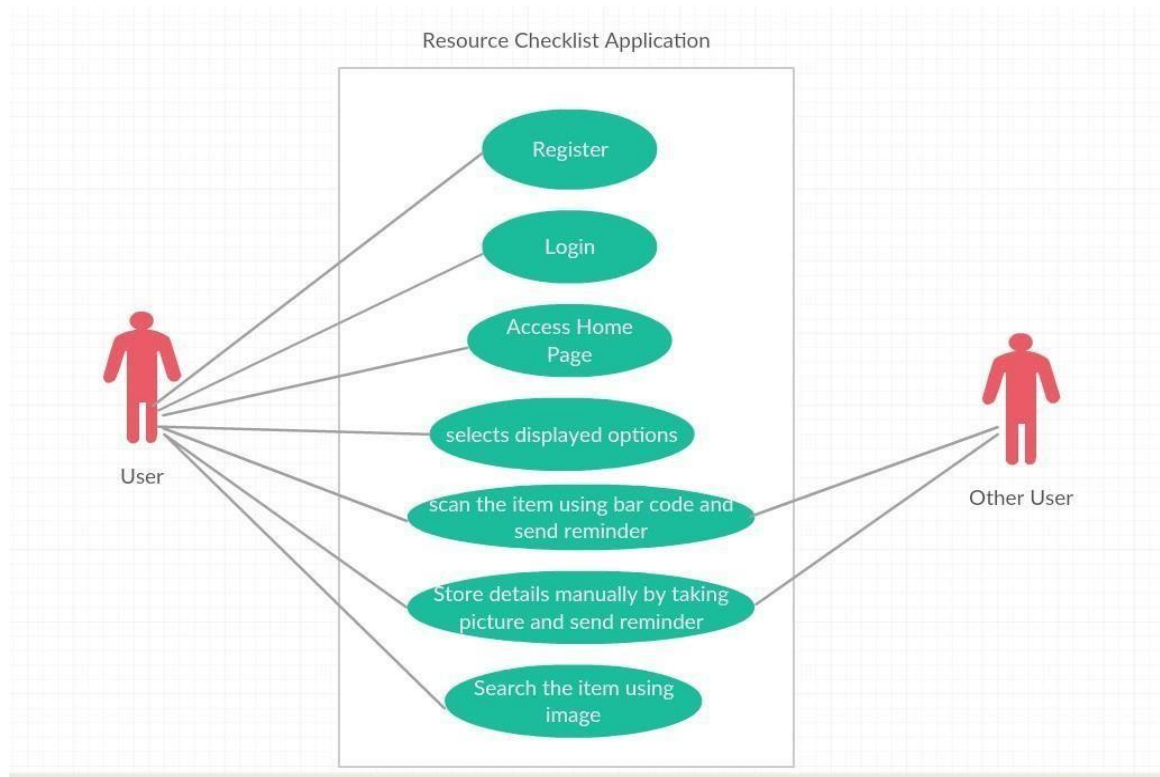 Resource Checklist Application
Register
Login
Access Home
Page
selects displayed options
scan the item using bar code and
send reminder
Store details manually by taking
picture and send reminder
Search the item using
image
User
Other User